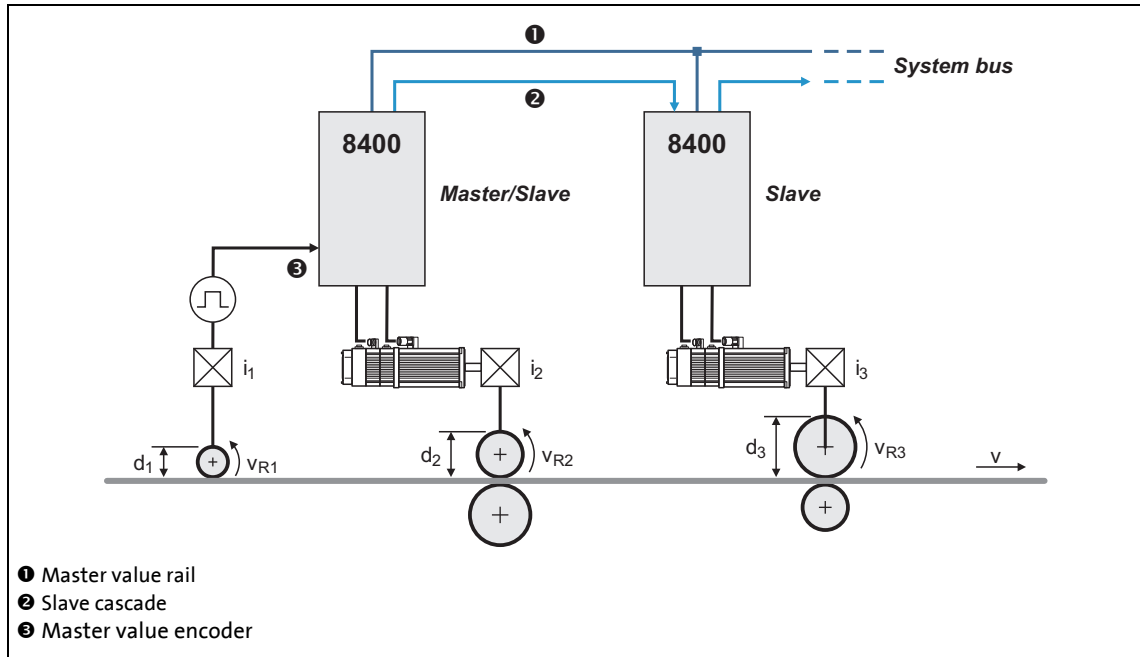 ❶
System bus
❷
8400
8400
Master/Slave
Slave
❸
i1
i2
i3
d1
vR1
d2
vR2
d3
vR3
v
❶ Master value rail
❷ Slave cascade
❸ Master value encoder